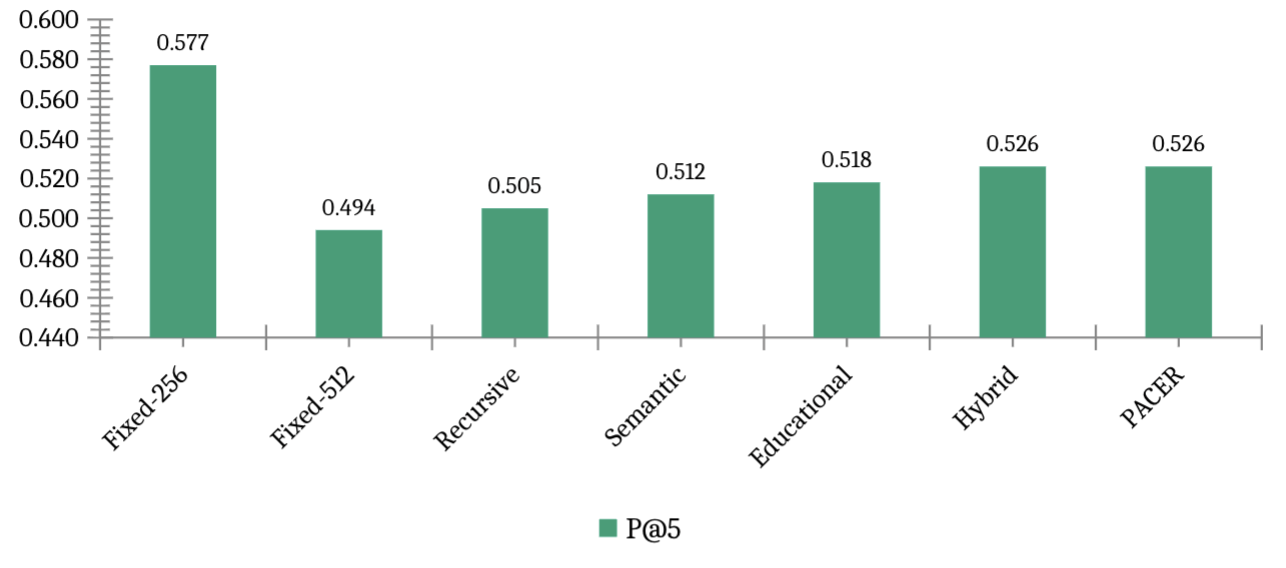 0.600
0.580
0.560
0.540
0.520
0.500
0.480
0.460
0.440
0.577
0.494
0.505
0.512
0.518
0.526
0.526
Fixed-256
Fixed-512
Recursive
Semantic
Educational
Hybrid
PACER
P@5